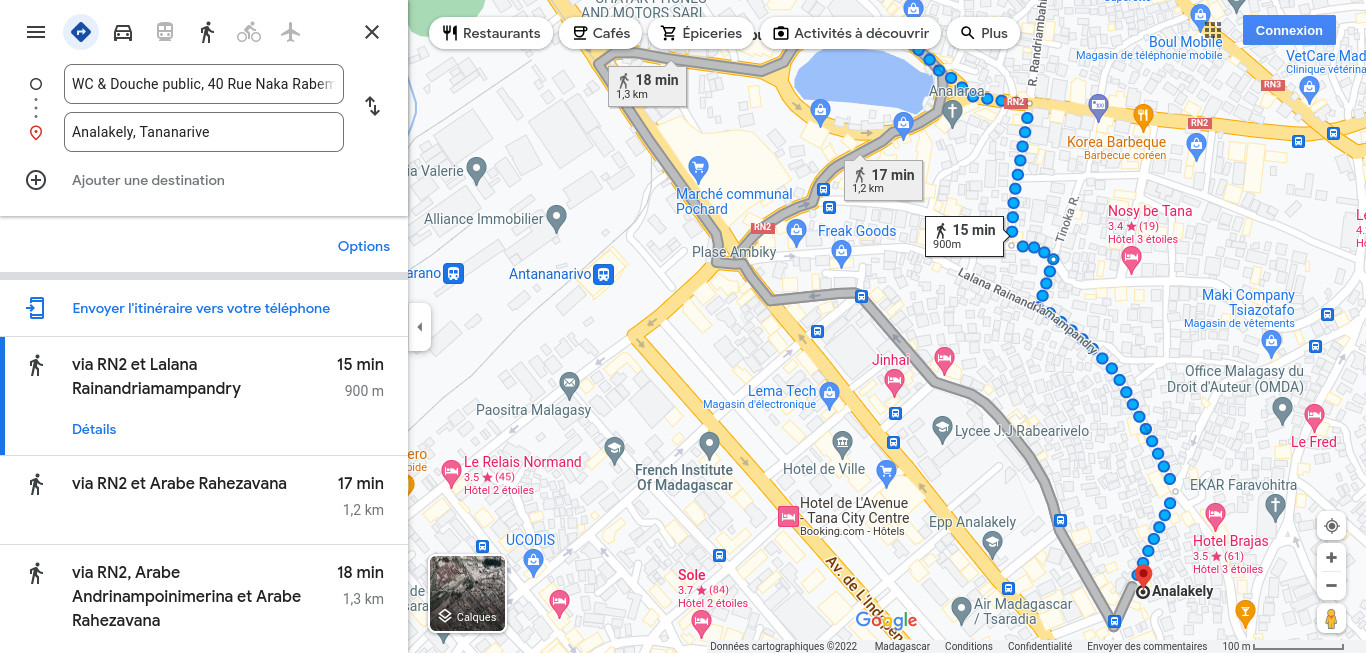 WC & Douche public, 40 Rue Naka Rabem
Analakely, Tananarive
Ajouter une destination
Options
Envoyer l'itinéraire vers votre téléphone
via RN2 et Lalana
Rainandriamampandry
15 min
900 m
Détails
via RN2 et Arabe Rahezavana
17 min
1,2 km
via RN2, Arabe
Andrinampoinimerina et Arabe
Rahezavana
18 min
1,3 km
Restaurants
Cafés
Épiceries
Activités à découvrir
Plus
Connexion
AND MOTORS SARL
18 min
1,3 km
17 min
1,2 km
15 min
900m
Analaroa
RN2
RN2
RN3
RN2
R. Randriambahi
Boul Mobile
Magasin de téléphonie mobile
VetCare Mad
Clinique vétérina
Korea Barbeque
Barbecue coréen
ia Valerie
Alliance Immobilier
Marché communal
Pochard
Freak Goods
Plase Ambiky
Tinoka R.
Nosy be Tana
3.4 ★ (19)
Hôtel 3 étoiles
arano
Antananarivo
Lalana Rainandriamampandry
Maki Company
Tsiazotafo
Magasin de vêtements
Jinhai
Office Malagasy du
Droit d'Auteur (OMDA)
Lema Tech
Magasin d'électronique
Paositra Malagasy
Lycee J.J Rabearivelo
Le Fred
Le Relais Normand
3.5 ★ (45)
Hôtel 2 étoiles
French Institute
Of Madagascar
Hotel de Ville
EKAR Faravohitra
Hotel de L'Avenue
- Tana City Centre
Booking.com - Hôtels
Epp Analakely
UCODIS
Hotel Brajas
3.5 ★ (61)
Hôtel 3 étoiles
Sole
3.7 ★ (84)
Hôtel 2 étoiles
Av. de L'Indépen
Air Madagascar
/ Tsaradia
Analakely
Calques
Google
Données cartographiques ©2022
Madagascar
Conditions
Confidentialité
Envoyer des commentaires
100 m